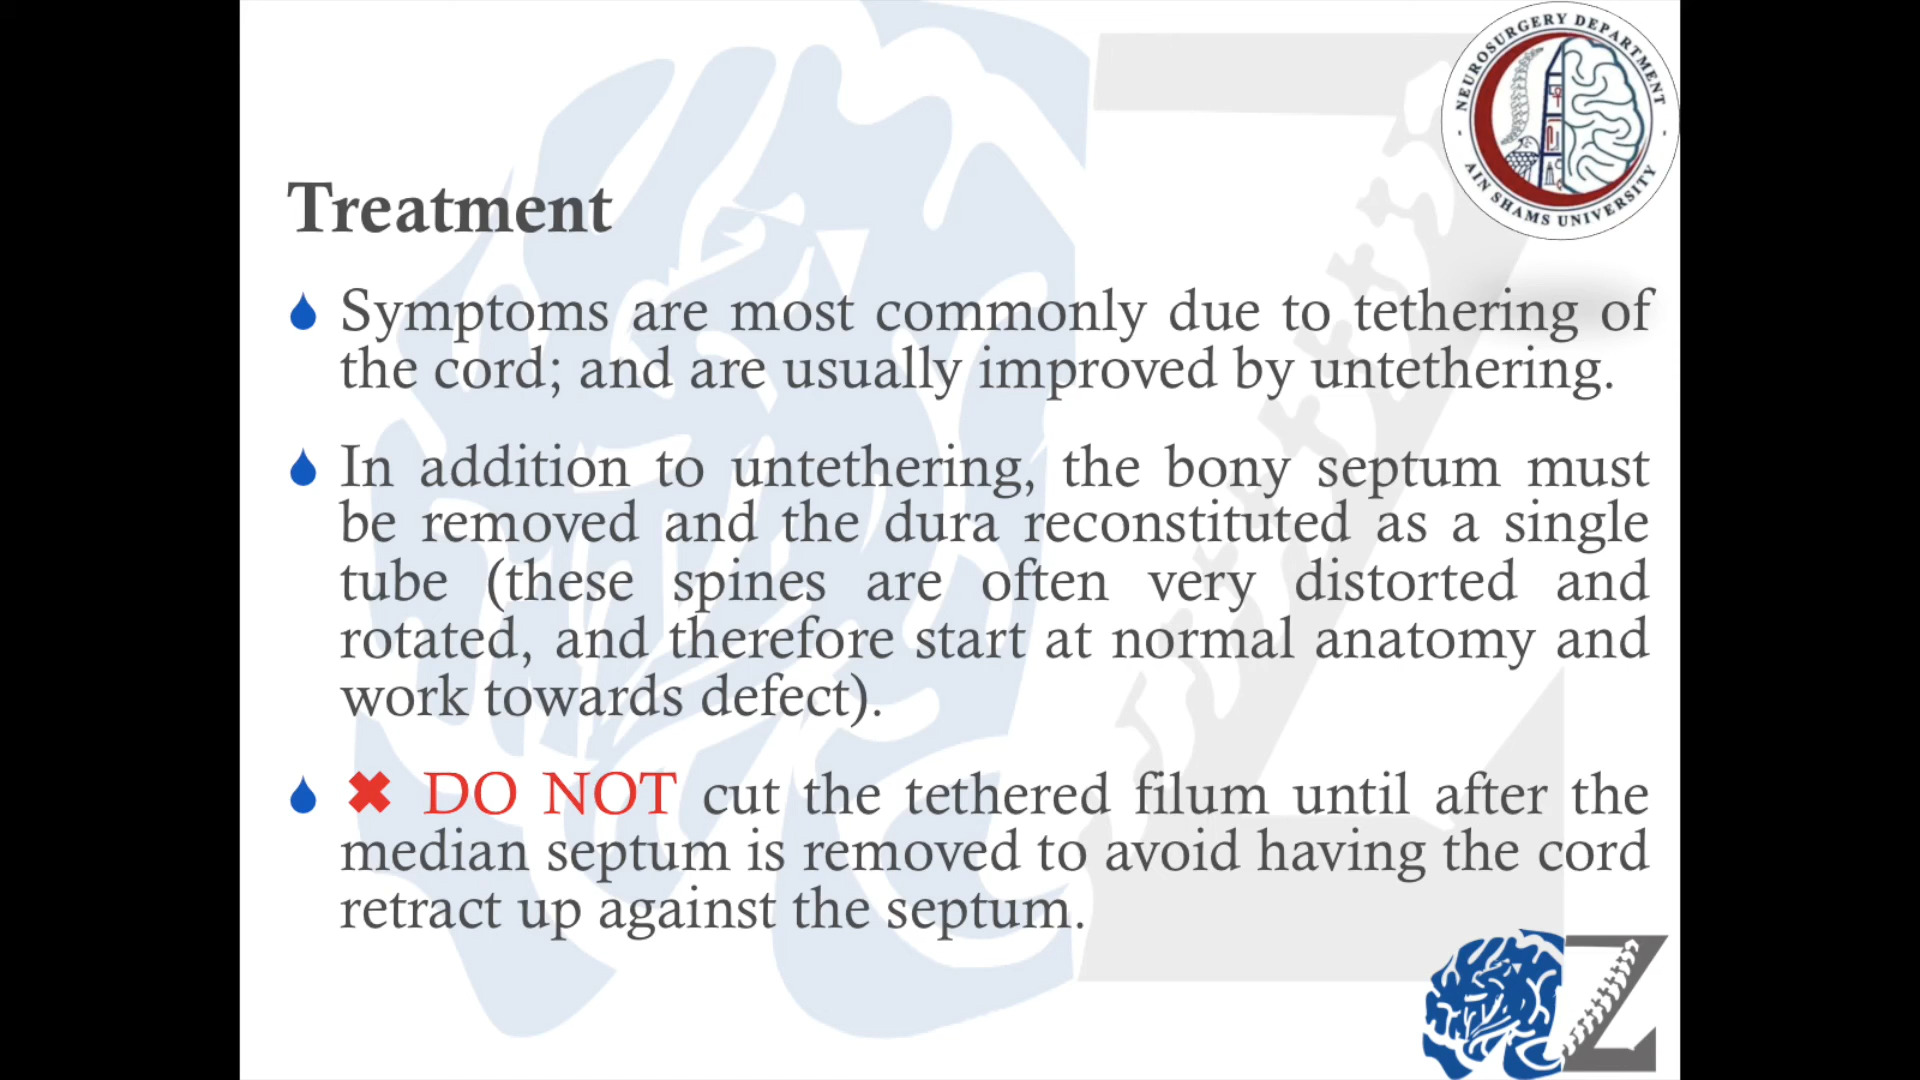 NEUROSURGERY DEPARTMENT
- AIN SHAMS UNIVERSITY -
Treatment
Symptoms are most commonly due to tethering of
the cord; and are usually improved by untethering.
In addition to untethering, the bony septum must
be removed and the dura reconstituted as a single
tube (these spines are often very distorted and
rotated, and therefore start at normal anatomy and
work towards defect).
✖ DO NOT cut the tethered filum until after the
median septum is removed to avoid having the cord
retract up against the septum.
Z